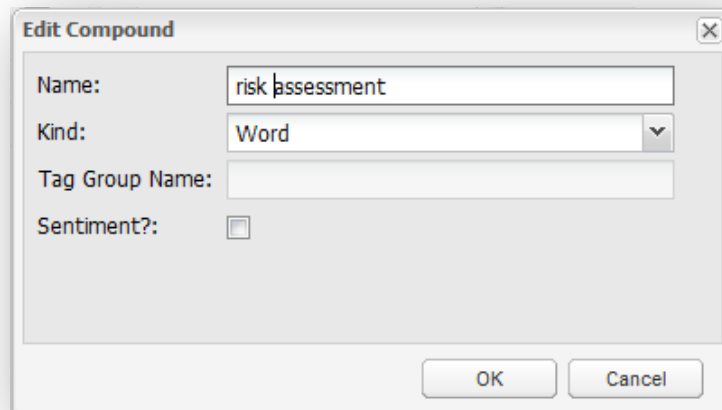 Edit Compound
Name: risk assessment
Kind: Word
Tag Group Name:
Sentiment?:
OK Cancel